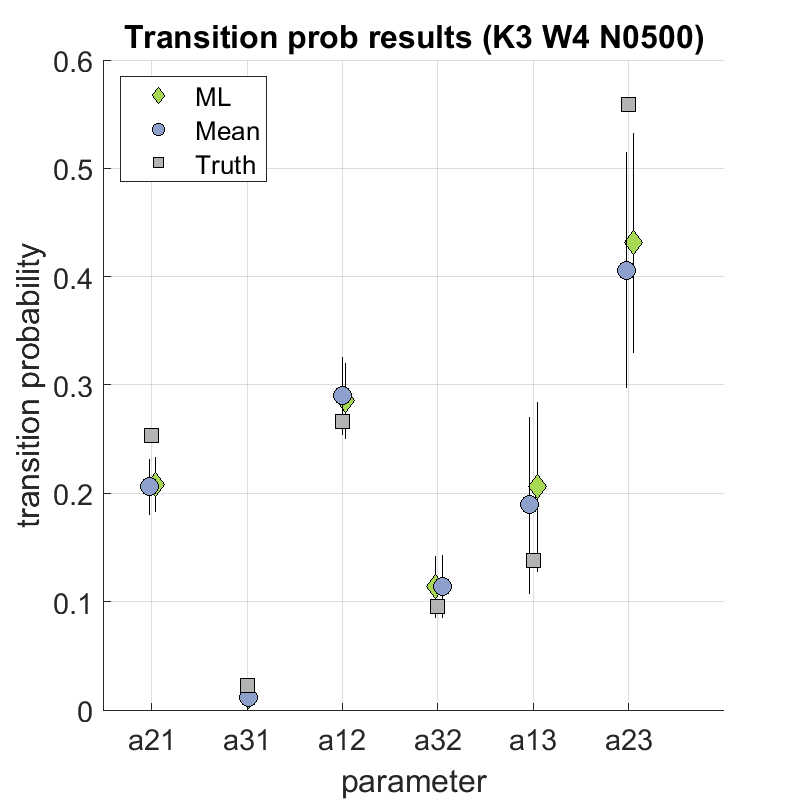 Transition prob results (K3 W4 N0500)
0.6
0.5
0.4
0.3
0.2
0.1
0
ML
Mean
Truth
transition probability
a21 a31 a12 a32 a13 a23
parameter